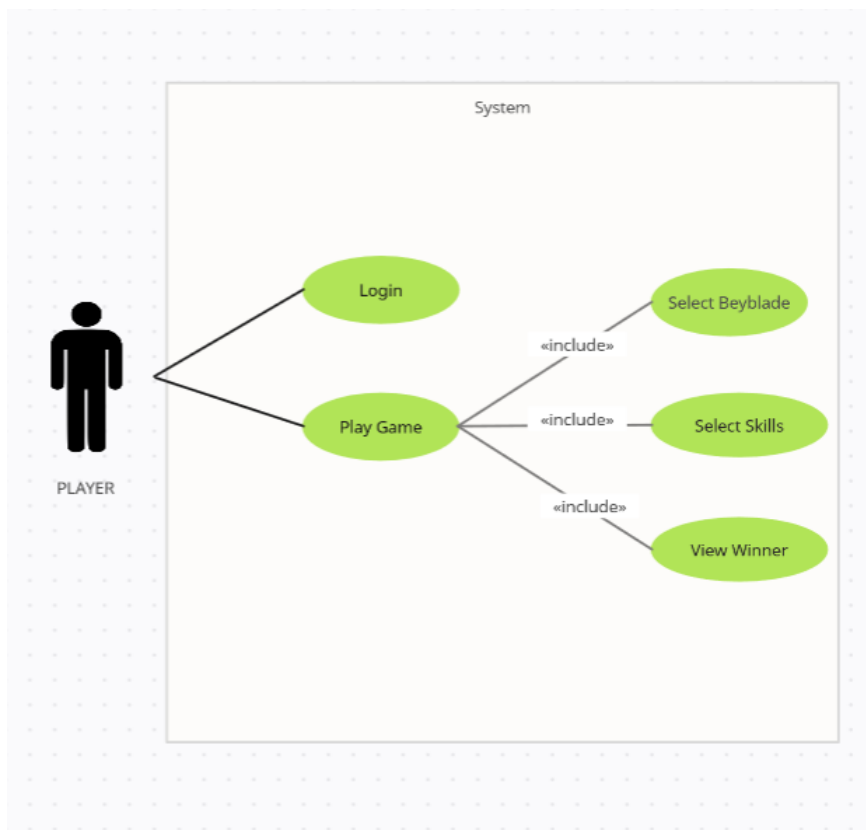 System
Login
Select Beyblade
«include»
PLAYER
Play Game
«include»
Select Skills
«include»
View Winner